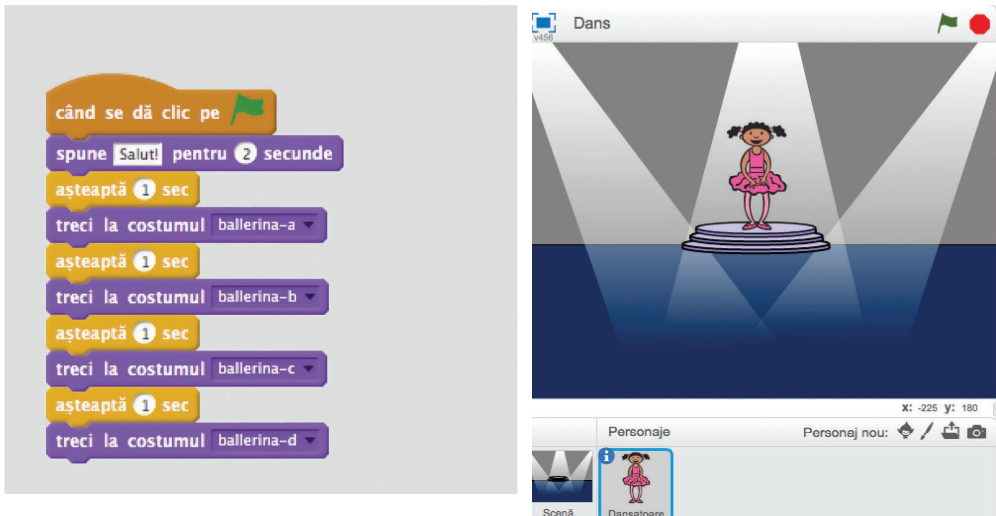 când se dă clic pe
spune Salut! pentru 2 secunde
așteaptă 1 sec
treci la costumul ballerina-a
așteaptă 1 sec
treci la costumul ballerina-b
așteaptă 1 sec
treci la costumul ballerina-c
așteaptă 1 sec
treci la costumul ballerina-d
v456
Dans
x: -225 y: 180
Personaje
Personaj nou:
i
Scenă
Dansatoare